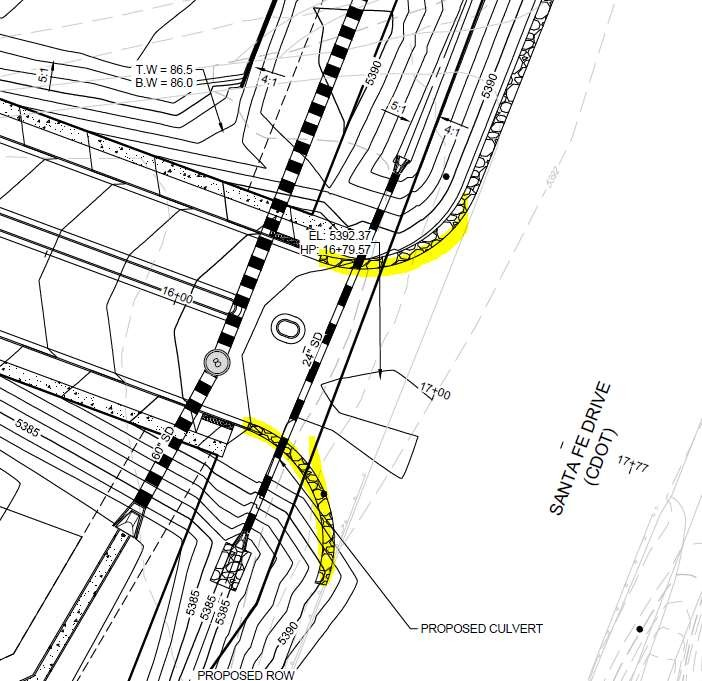 T.W = 86.5
B.W = 86.0
5:1
4:1
5390
5:1
4:1
5390
5392
EL: 5392.37
HP: 16+79.57
16+00
24" SD
17+00
SANTA FE DRIVE
(CDOT)
17+77
5385
60" SD
5385
5385
5385
5390
PROPOSED CULVERT
PROPOSED ROW